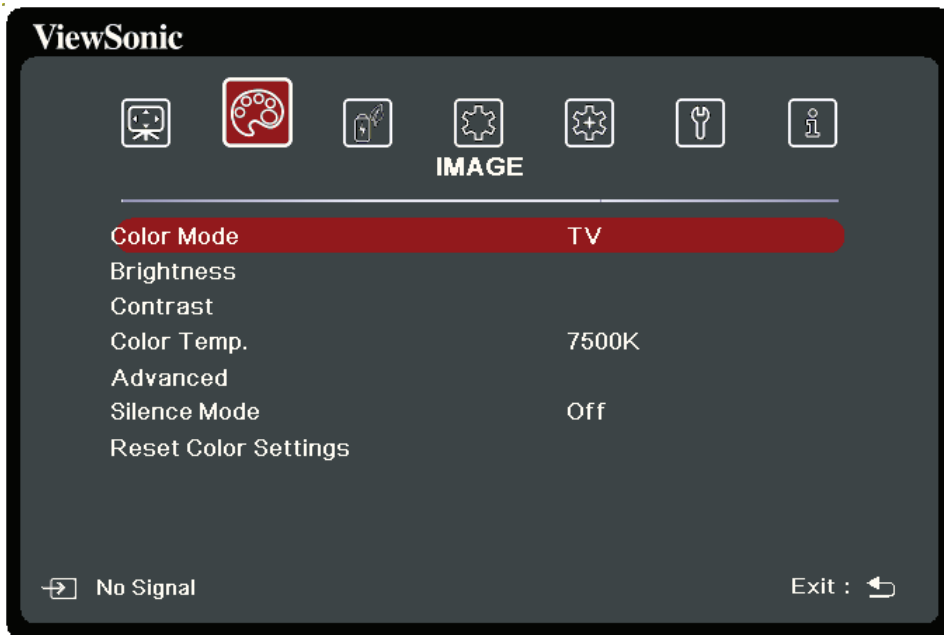 ViewSonic
IMAGE
Color Mode TV
Brightness
Contrast
Color Temp. 7500K
Advanced
Silence Mode Off
Reset Color Settings
No Signal Exit :